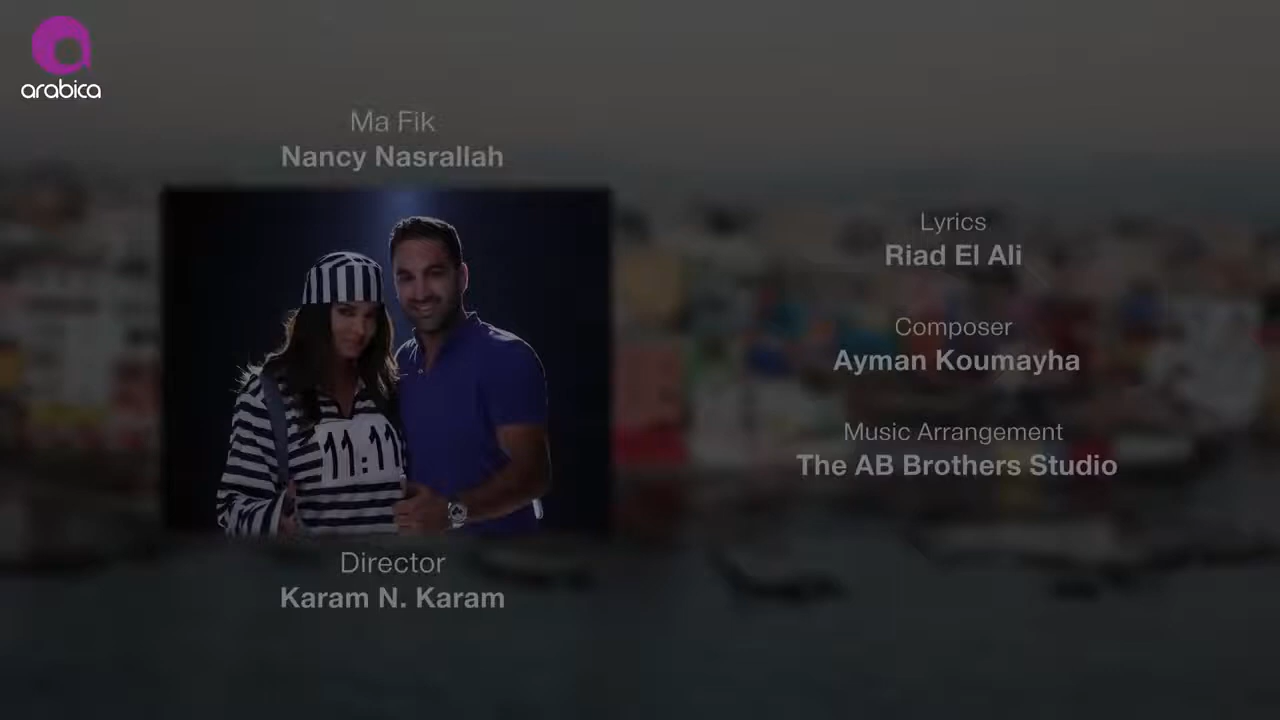 arabica
Ma Fik
Nancy Nasrallah
11:11
Director
Karam N. Karam
Lyrics
Riad El Ali
Composer
Ayman Koumayha
Music Arrangement
The AB Brothers Studio